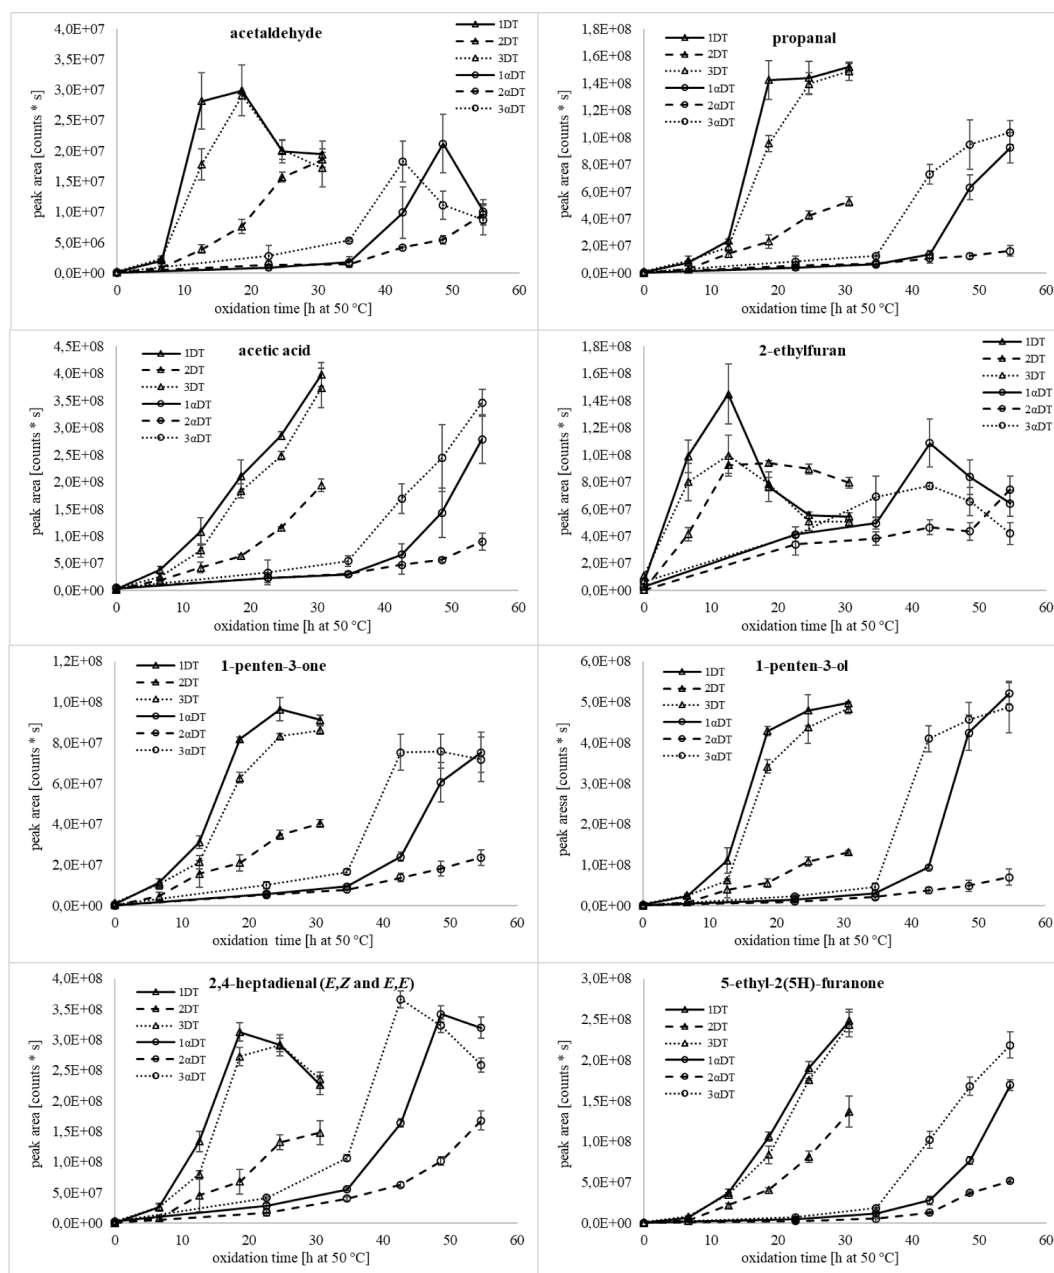 acetaldehyde
1DT
2DT
3DT
1αDT
2αDT
3αDT
peak area [counts * s]
4,0E+07
3,5E+07
3,0E+07
2,5E+07
2,0E+07
1,5E+07
1,0E+07
5,0E+06
0,0E+00
0 10 20 30 40 50 60
oxidation time [h at 50 °C]
propanal
1DT
2DT
3DT
1αDT
2αDT
3αDT
peak area [counts * s]
1,8E+08
1,6E+08
1,4E+08
1,2E+08
1,0E+08
8,0E+07
6,0E+07
4,0E+07
2,0E+07
0,0E+00
0 10 20 30 40 50 60
oxidation time [h at 50 °C]
acetic acid
1DT
2DT
3DT
1αDT
2αDT
3αDT
peak area [counts * s]
4,5E+08
4,0E+08
3,5E+08
3,0E+08
2,5E+08
2,0E+08
1,5E+08
1,0E+08
5,0E+07
0,0E+00
0 10 20 30 40 50 60
oxidation time [h at 50 °C]
2-ethylfuran
1DT
2DT
3DT
1αDT
2αDT
3αDT
peak area [counts * s]
1,8E+08
1,6E+08
1,4E+08
1,2E+08
1,0E+08
8,0E+07
6,0E+07
4,0E+07
2,0E+07
0,0E+00
0 10 20 30 40 50 60
oxidation time [h at 50 °C]
1-penten-3-one
1DT
2DT
3DT
1αDT
2αDT
3αDT
peak area [counts * s]
1,2E+08
1,0E+08
8,0E+07
6,0E+07
4,0E+07
2,0E+07
0,0E+00
0 10 20 30 40 50 60
oxidation time [h at 50 °C]
1-penten-3-ol
1DT
2DT
3DT
1αDT
2αDT
3αDT
peak aresa [counts * s]
6,0E+08
5,0E+08
4,0E+08
3,0E+08
2,0E+08
1,0E+08
0,0E+00
0 10 20 30 40 50 60
oxidation time [h at 50 °C]
2,4-heptadienal (E,Z and E,E)
1DT
2DT
3DT
1αDT
2αDT
3αDT
peak area [counts * s]
4,0E+08
3,5E+08
3,0E+08
2,5E+08
2,0E+08
1,5E+08
1,0E+08
5,0E+07
0,0E+00
0 10 20 30 40 50 60
oxidation time [h at 50 °C]
5-ethyl-2(5H)-furanone
1DT
2DT
3DT
1αDT
2αDT
3αDT
peak area [counts * s]
3,0E+08
2,5E+08
2,0E+08
1,5E+08
1,0E+08
5,0E+07
0,0E+00
0 10 20 30 40 50 60
oxidation time [h at 50 °C]